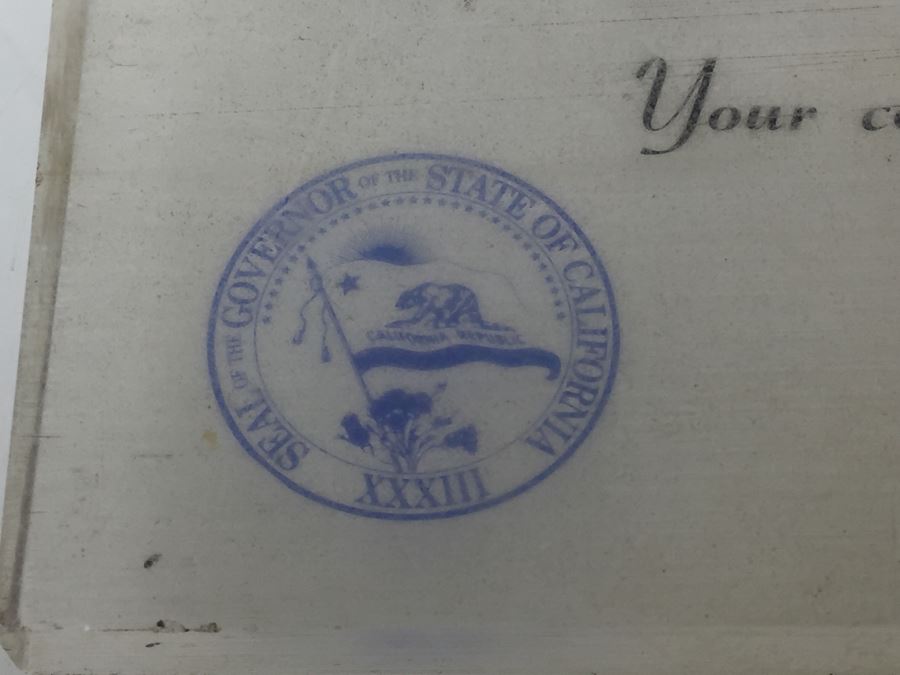 Your
SEAL OF THE GOVERNOR OF THE STATE OF CALIFORNIA
CALIFORNIA REPUBLIC
XXXIII